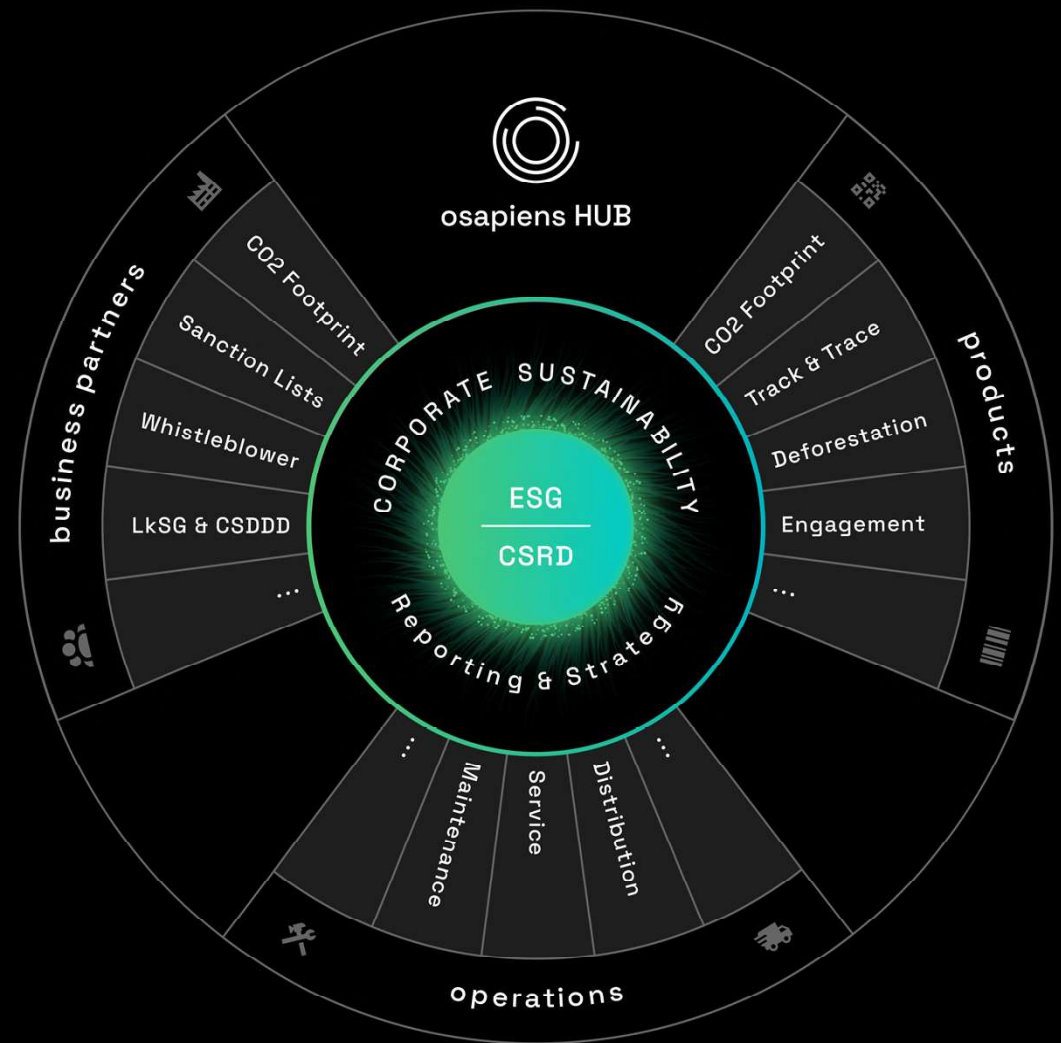 osapiens HUB
business partners
CO2 Footprint
Sanction Lists
Whistleblower
LkSG & CSDDD
...
CORPORATE SUSTAINABILITY
ESG
CSRD
Reporting & Strategy
products
CO2 Footprint
Track & Trace
Deforestation
Engagement
...
...
Maintenance
Service
Distribution
...
operations